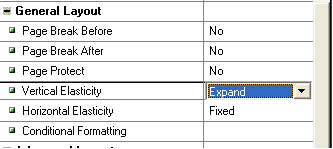 General Layout
Page Break Before No
Page Break After No
Page Protect No
Vertical Elasticity Expand
Horizontal Elasticity Fixed
Conditional Formatting